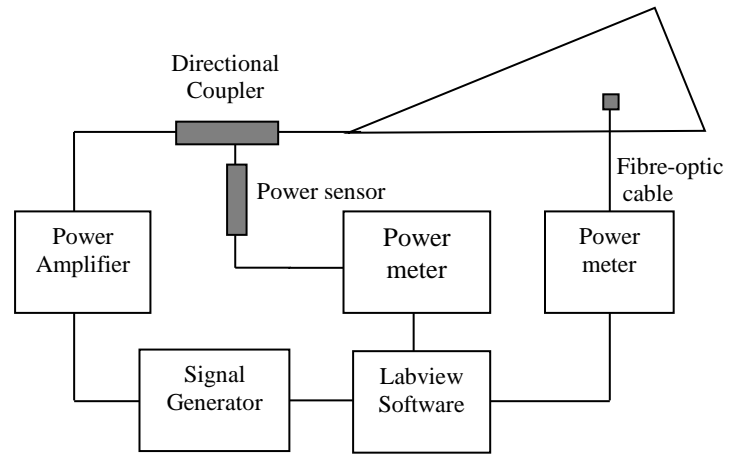 Directional
Coupler
Fibre-optic
cable
Power sensor
Power
Amplifier
Power
meter
Power
meter
Signal
Generator
Labview
Software